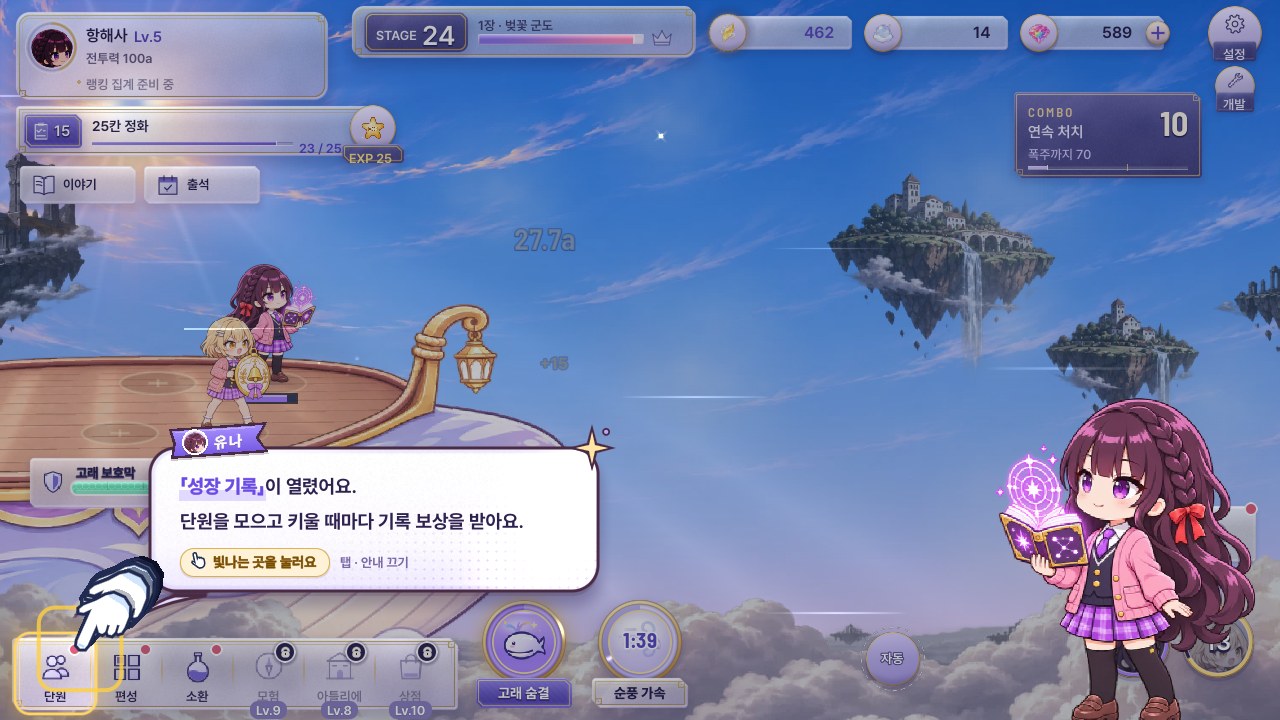 항해사 Lv.5
전투력 100a
랭킹 집계 준비 중
STAGE 24
1장 · 벚꽃 군도
462
14
589
설정
개발
15
25칸 정화
23 / 25
EXP 25
이야기
출석
COMBO
연속 처치
10
폭주까지 70
27.7a
+15
고래 보호막
유나
「성장 기록」이 열렸어요.
단원을 모으고 키울 때마다 기록 보상을 받아요.
빛나는 곳을 눌러요
탭 · 안내 끄기
단원
편성
소환
모험
Lv.9
아틀리에
Lv.8
상점
Lv.10
고래 숨결
1:39
순풍 가속
자동